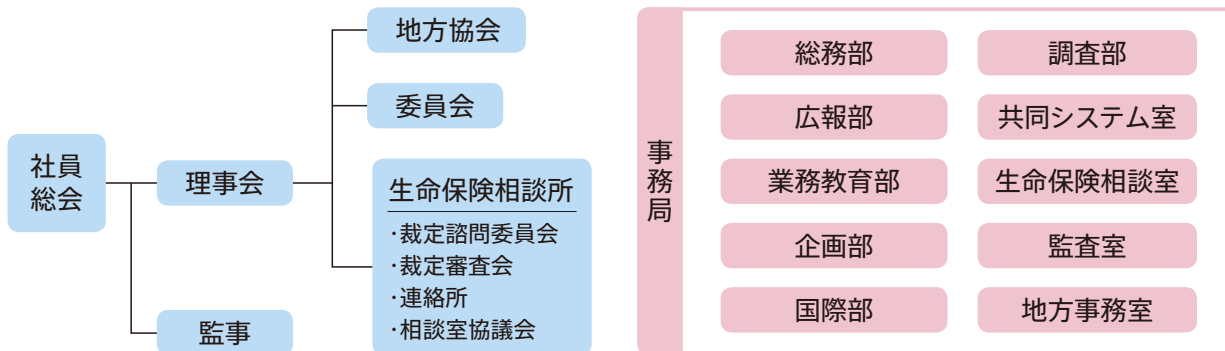 社員
総会
理事会
監事
地方協会
委員会
生命保険相談所
・裁定諮問委員会
・裁定審査会
・連絡所
・相談室協議会
事務局
総務部
広報部
業務教育部
企画部
国際部
調査部
共同システム室
生命保険相談室
監査室
地方事務室